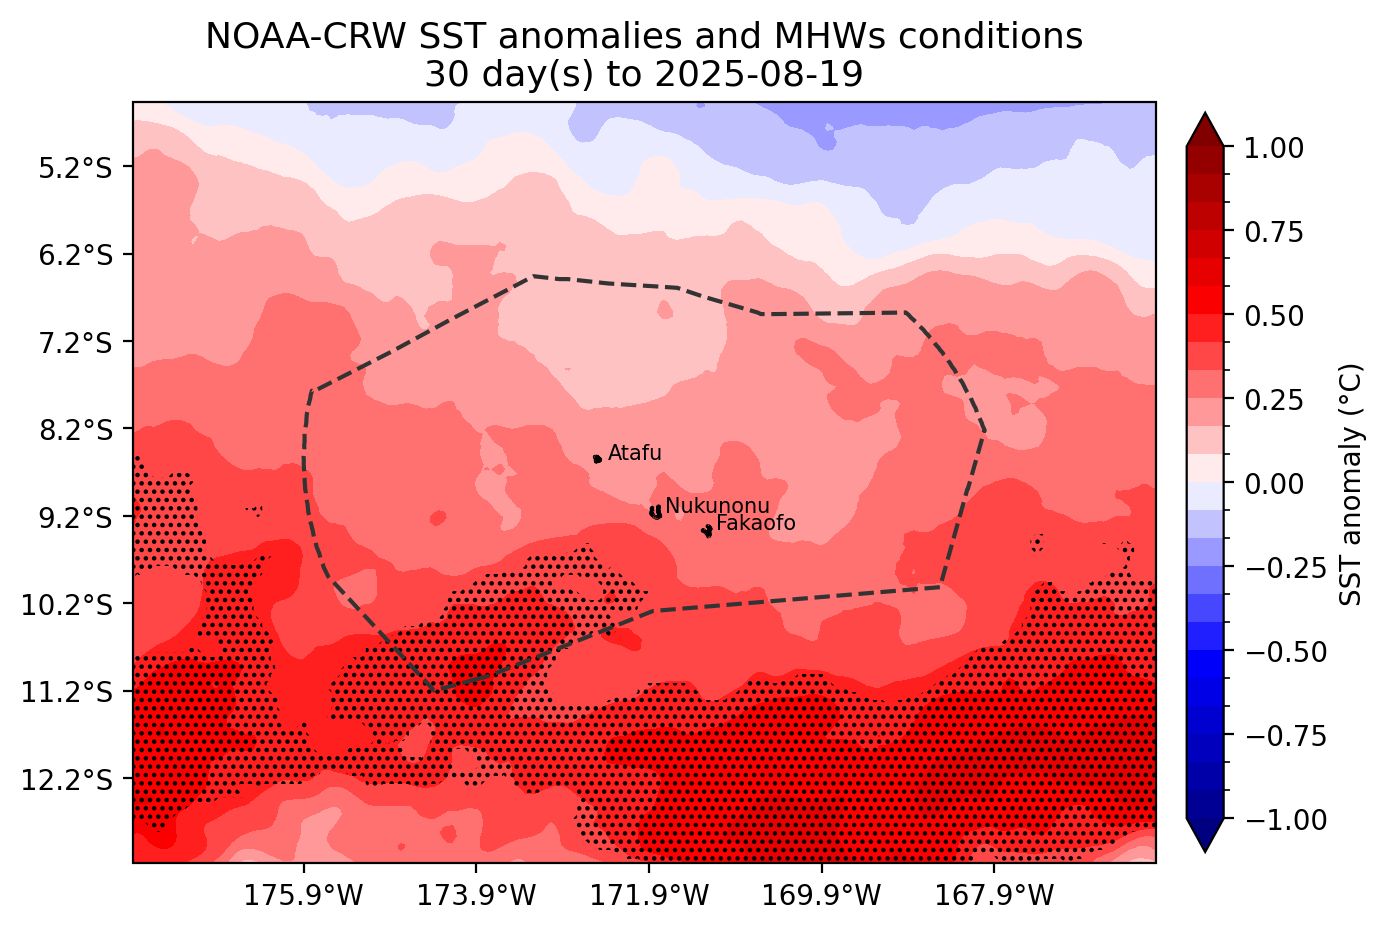 NOAA-CRW SST anomalies and MHWs conditions
30 day(s) to 2025-08-19
5.2°S
6.2°S
7.2°S
8.2°S
9.2°S
10.2°S
11.2°S
12.2°S
Atafu
Nukunonu
Fakaofo
175.9°W
173.9°W
171.9°W
169.9°W
167.9°W
1.00
0.75
0.50
0.25
0.00
−0.25
−0.50
−0.75
−1.00
SST anomaly (°C)